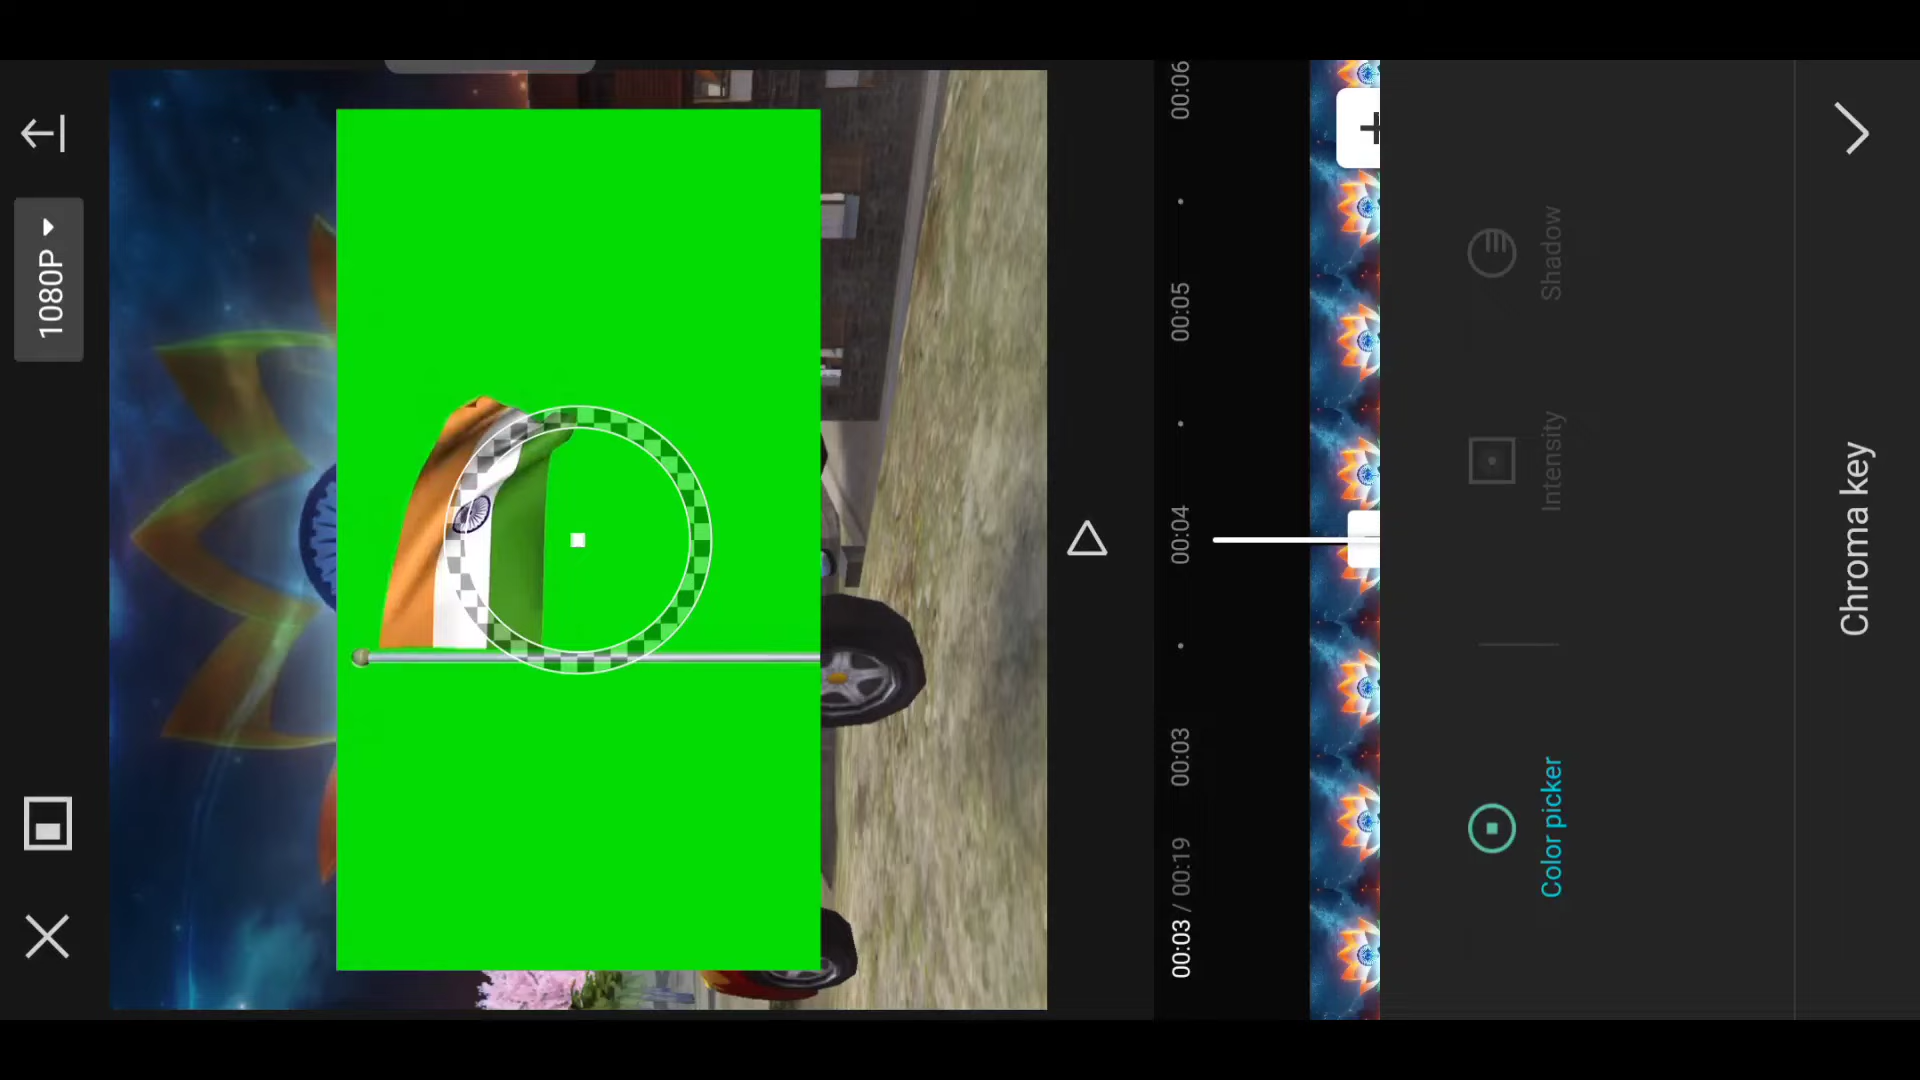 1080P
00:03 / 00:19
00:03
00:04
00:05
00:06
Color picker
Intensity
Shadow
Chroma key